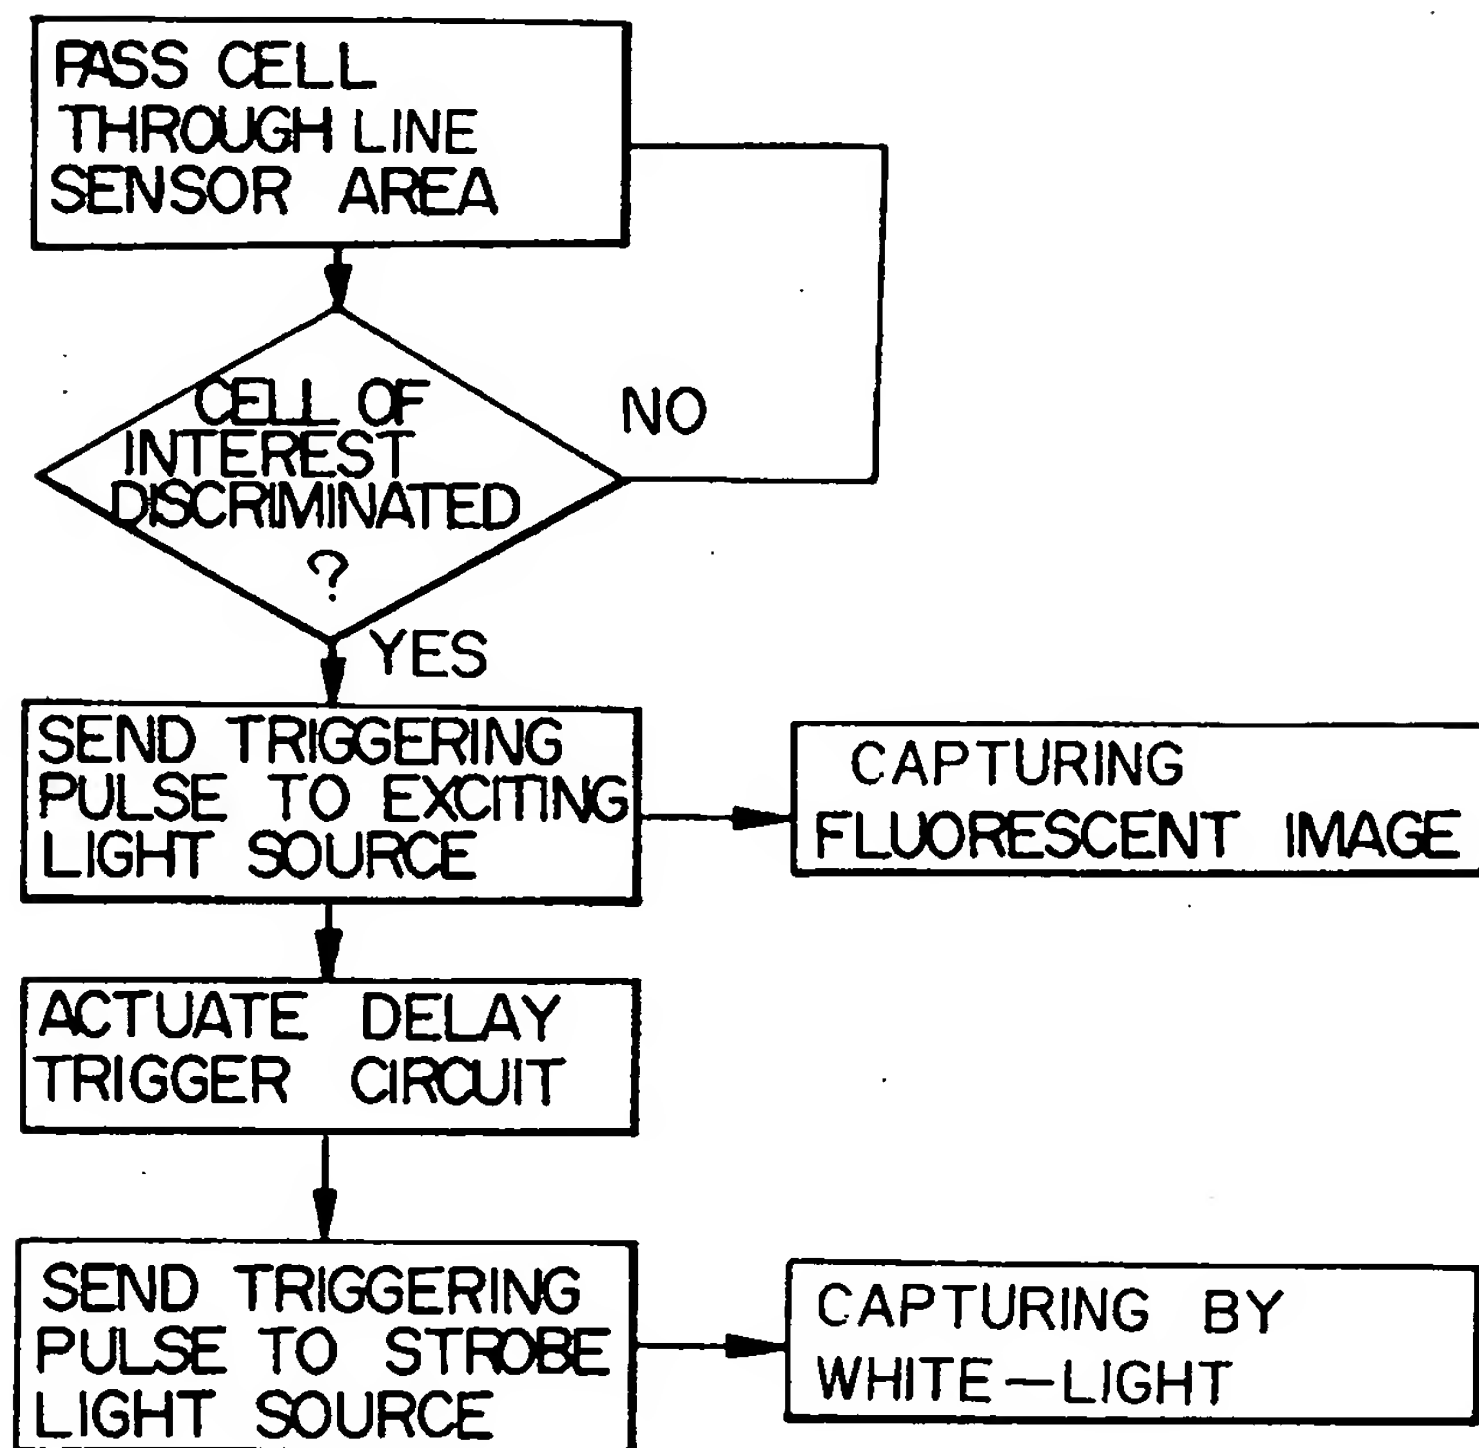 PASS CELL
THROUGH LINE
SENSOR AREA
CELL OF
INTEREST
DISCRIMINATED
?
NO
YES
SEND TRIGGERING
PULSE TO EXCITING
LIGHT SOURCE
CAPTURING
FLUORESCENT IMAGE
ACTUATE DELAY
TRIGGER CIRCUIT
SEND TRIGGERING
PULSE TO STROBE
LIGHT SOURCE
CAPTURING BY
WHITE-LIGHT